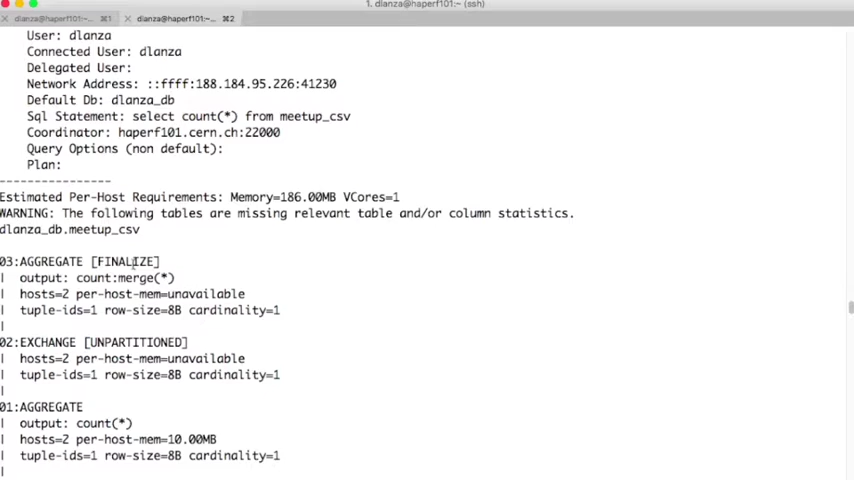 1. dlanza@haperf101:~ (ssh)
× dlanza@haperf101:~... ⌘1 × dlanza@haperf101:~... ⌘2
User: dlanza
Connected User: dlanza
Delegated User:
Network Address: ::ffff:188.184.95.226:41230
Default Db: dlanza_db
Sql Statement: select count(*) from meetup_csv
Coordinator: haperf101.cern.ch:22000
Query Options (non default):
Plan:
----------------
Estimated Per-Host Requirements: Memory=186.00MB VCores=1
WARNING: The following tables are missing relevant table and/or column statistics.
dlanza_db.meetup_csv
03:AGGREGATE [FINALIZE]
| output: count:merge(*)
| hosts=2 per-host-mem=unavailable
| tuple-ids=1 row-size=8B cardinality=1
|
02:EXCHANGE [UNPARTITIONED]
| hosts=2 per-host-mem=unavailable
| tuple-ids=1 row-size=8B cardinality=1
|
01:AGGREGATE
| output: count(*)
| hosts=2 per-host-mem=10.00MB
| tuple-ids=1 row-size=8B cardinality=1
|